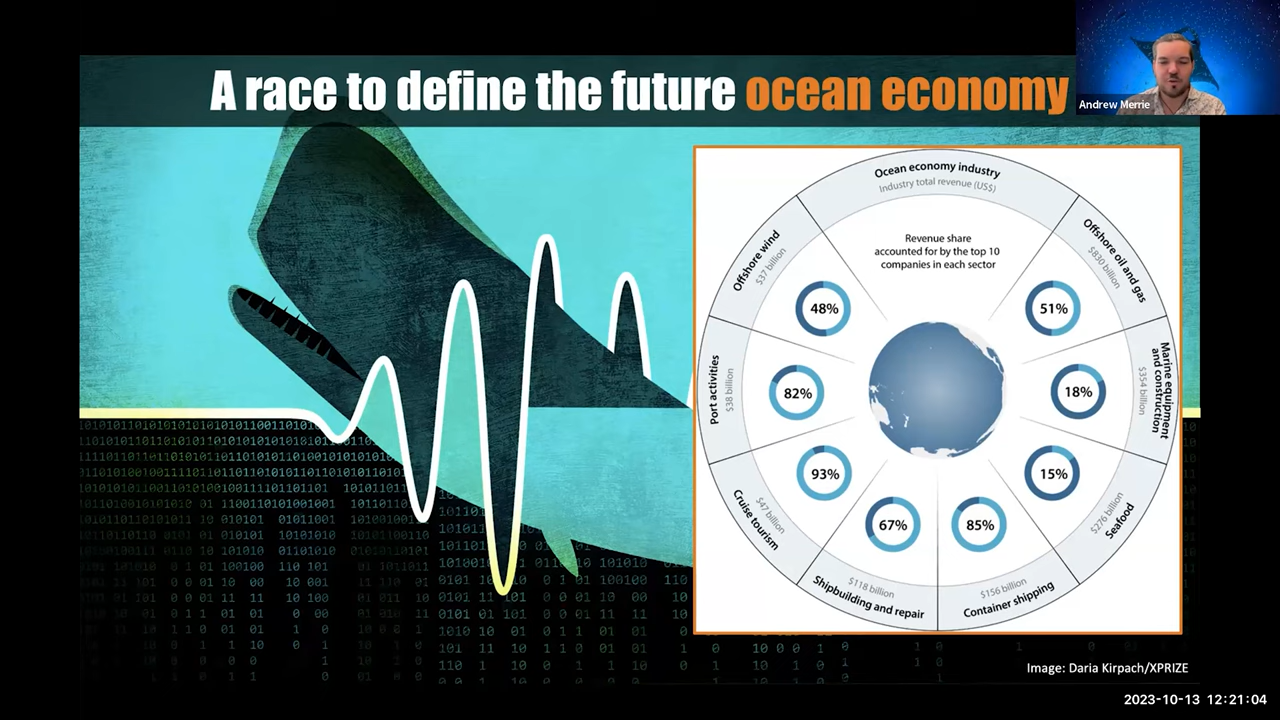 A race to define the future ocean economy
Andrew Merrie
Ocean economy industry
Industry total revenue (US$)
Revenue share
accounted for by the top 10
companies in each sector
Offshore oil and gas
$830 billion
51%
Marine equipment
and construction
$354 billion
18%
Seafood
$276 billion
15%
Container shipping
$156 billion
85%
Shipbuilding and repair
$118 billion
67%
Cruise tourism
$47 billion
93%
Port activities
$38 billion
82%
Offshore wind
$37 billion
48%
Image: Daria Kirpach/XPRIZE
2023-10-13 12:21:04